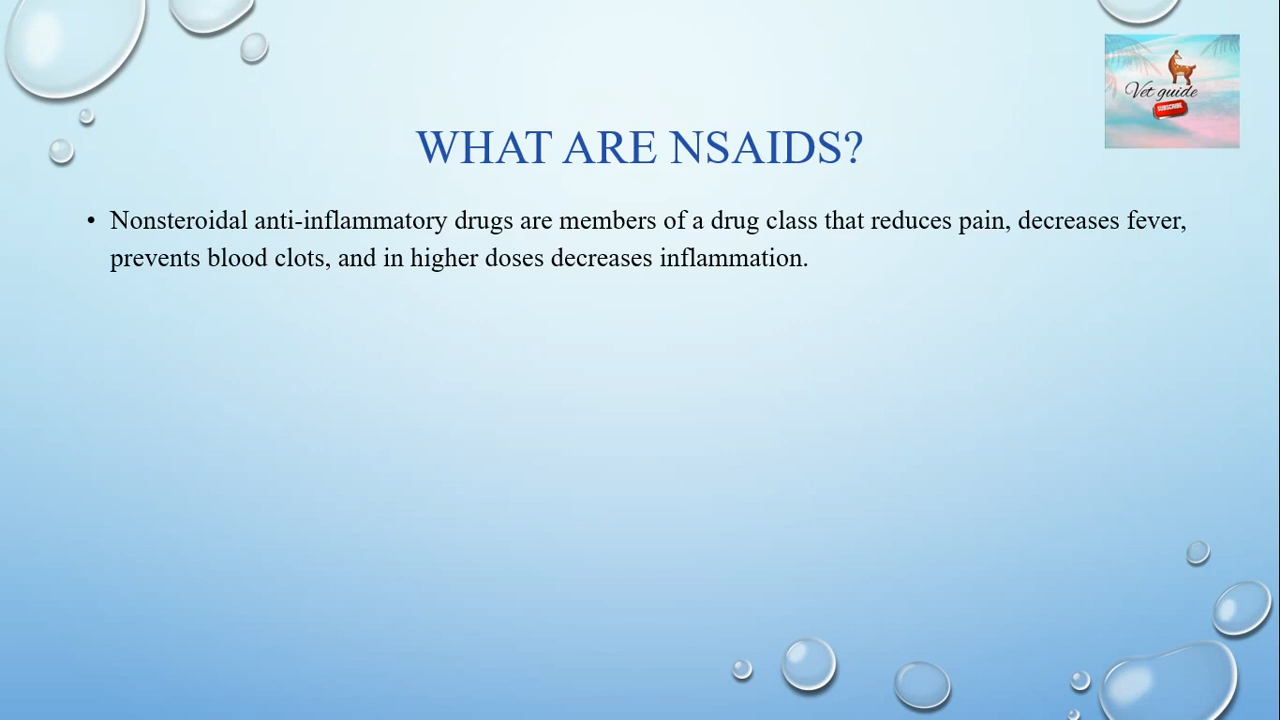 Vet guide
SUBSCRIBE
WHAT ARE NSAIDS?
• Nonsteroidal anti-inflammatory drugs are members of a drug class that reduces pain, decreases fever,
prevents blood clots, and in higher doses decreases inflammation.